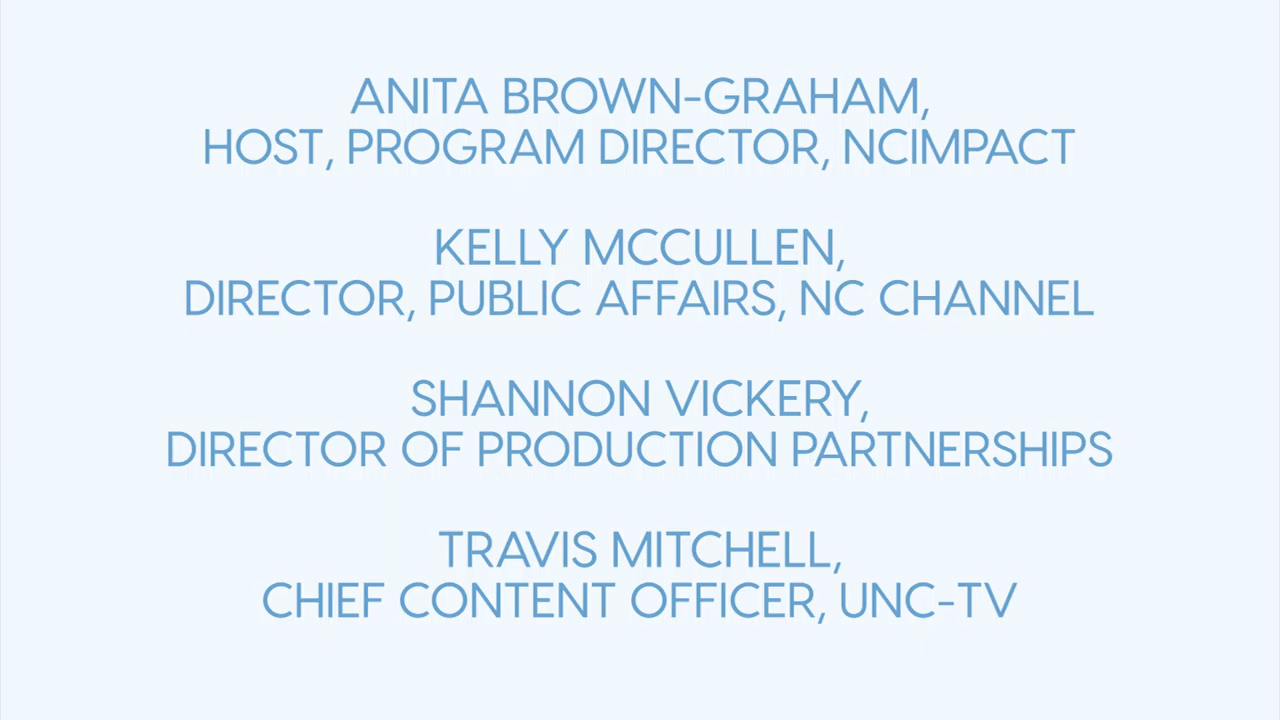 ANITA BROWN-GRAHAM,
HOST, PROGRAM DIRECTOR, NCIMPACT
KELLY MCCULLEN,
DIRECTOR, PUBLIC AFFAIRS, NC CHANNEL
SHANNON VICKERY,
DIRECTOR OF PRODUCTION PARTNERSHIPS
TRAVIS MITCHELL,
CHIEF CONTENT OFFICER, UNC-TV